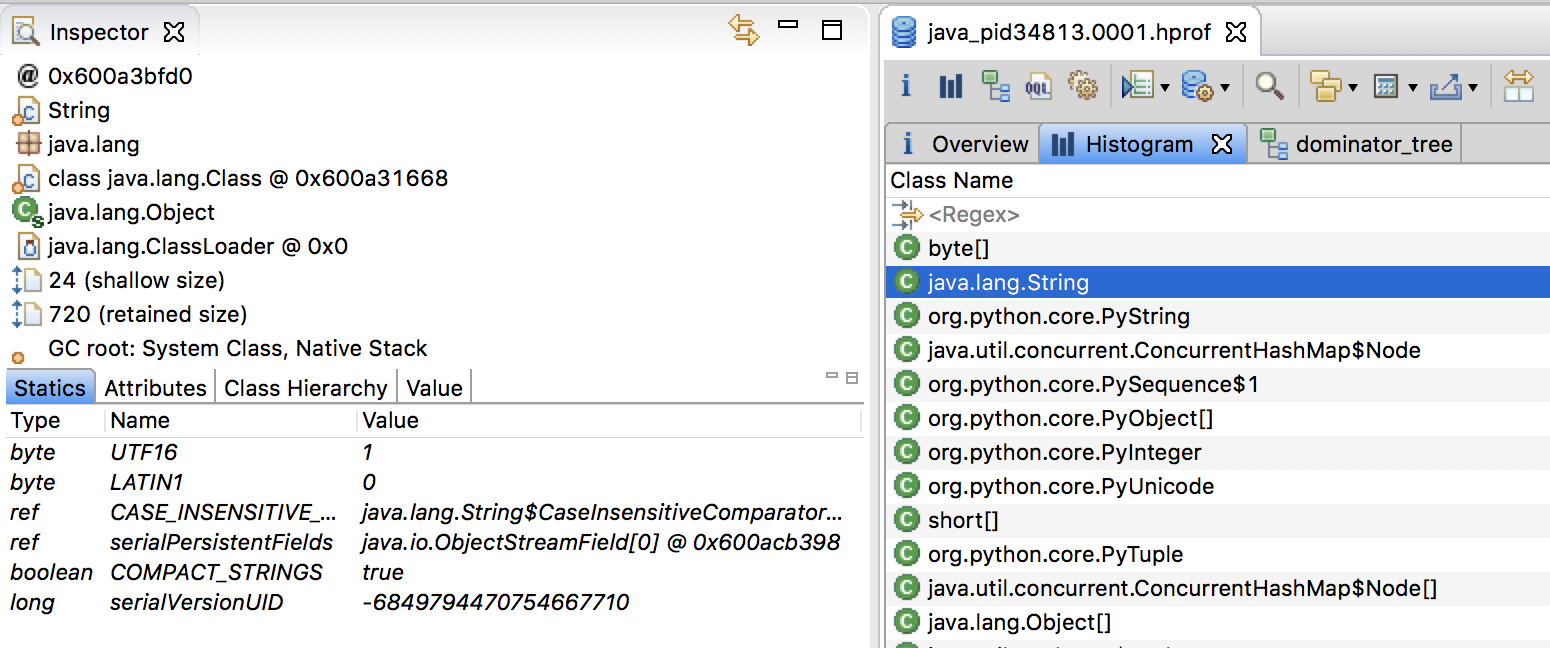 Inspector
@ 0x600a3bfd0
String
java.lang
class java.lang.Class @ 0x600a31668
java.lang.Object
java.lang.ClassLoader @ 0x0
24 (shallow size)
720 (retained size)
GC root: System Class, Native Stack
Statics Attributes Class Hierarchy Value
Type Name Value
byte UTF16 1
byte LATIN1 0
ref CASE_INSENSITIVE_... java.lang.String$CaseInsensitiveComparator...
ref serialPersistentFields java.io.ObjectStreamField[0] @ 0x600acb398
boolean COMPACT_STRINGS true
long serialVersionUID -6849794470754667710
java_pid34813.0001.hprof
OQL
Overview Histogram dominator_tree
Class Name
<Regex>
byte[]
java.lang.String
org.python.core.PyString
java.util.concurrent.ConcurrentHashMap$Node
org.python.core.PySequence$1
org.python.core.PyObject[]
org.python.core.PyInteger
org.python.core.PyUnicode
short[]
org.python.core.PyTuple
java.util.concurrent.ConcurrentHashMap$Node[]
java.lang.Object[]